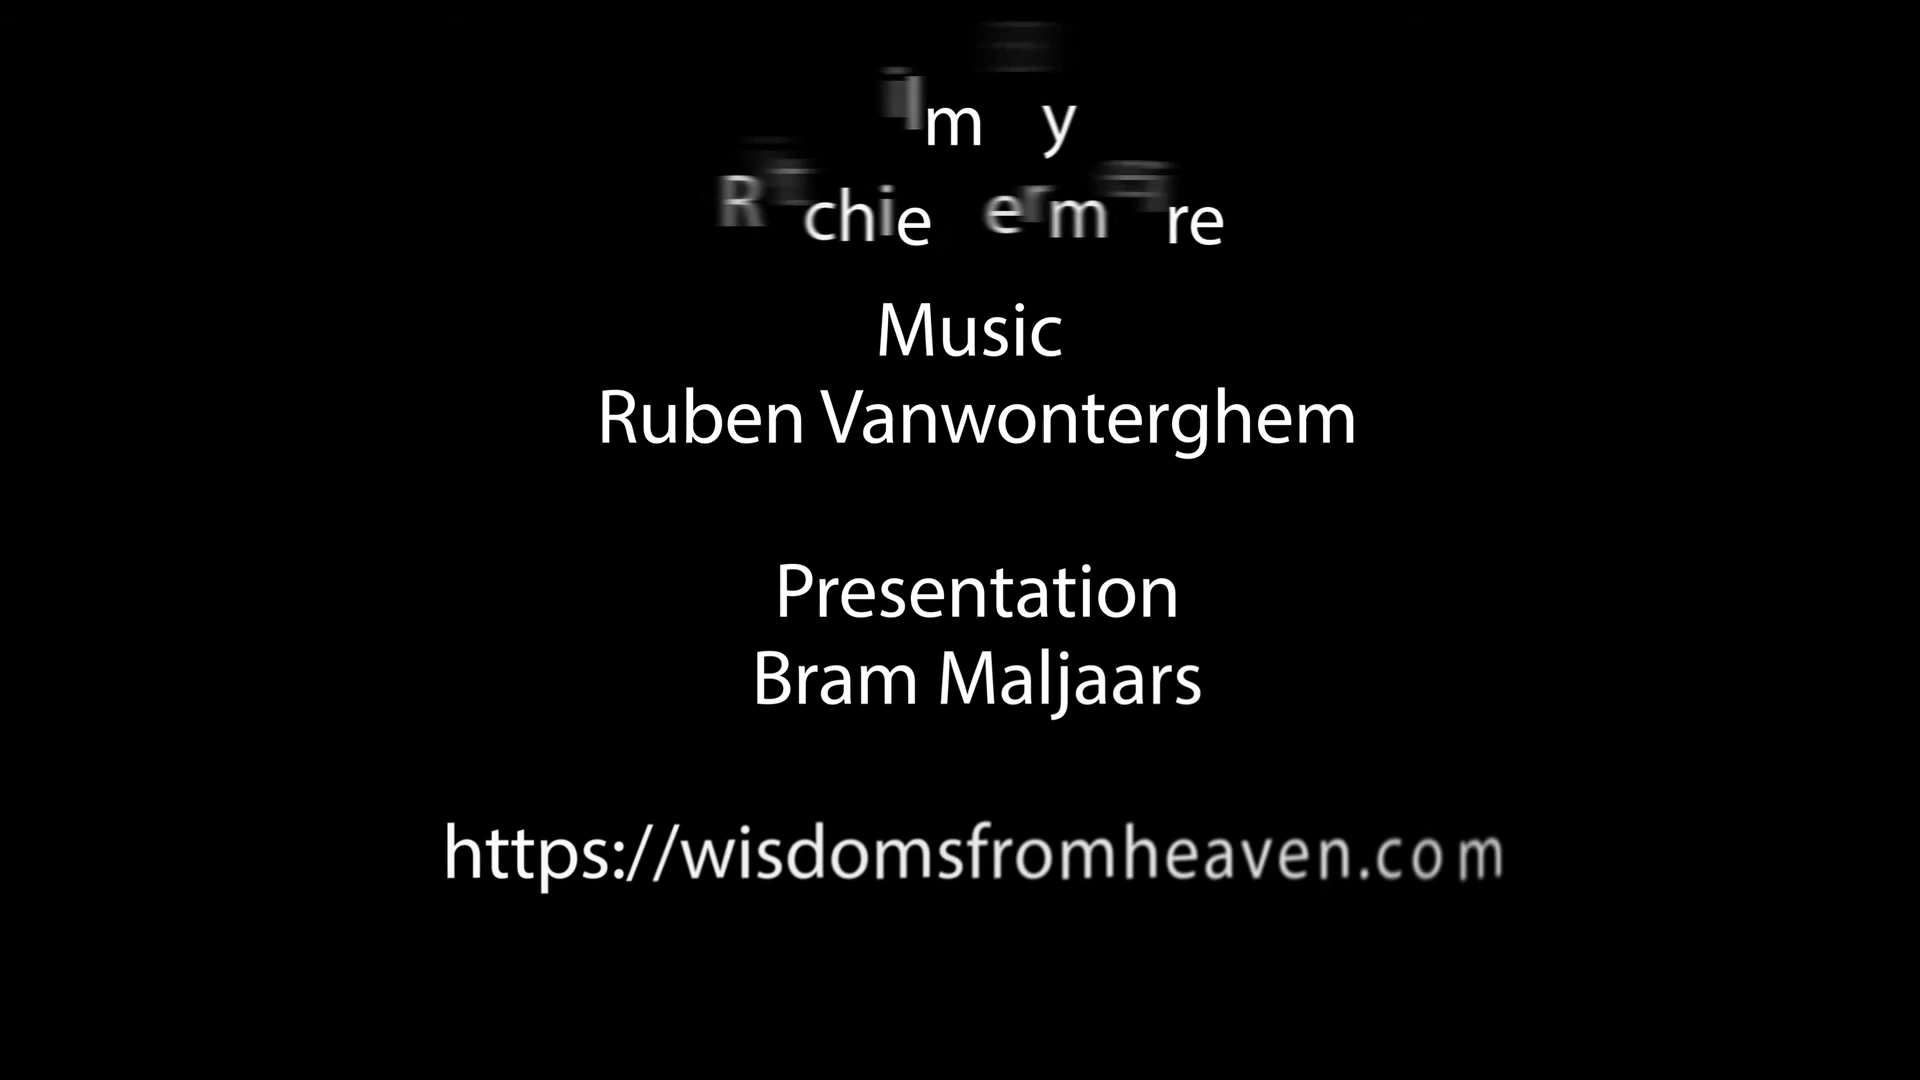 Music
Ruben Vanwonterghem
Presentation
Bram Maljaars
https://wisdomsfromheaven.com